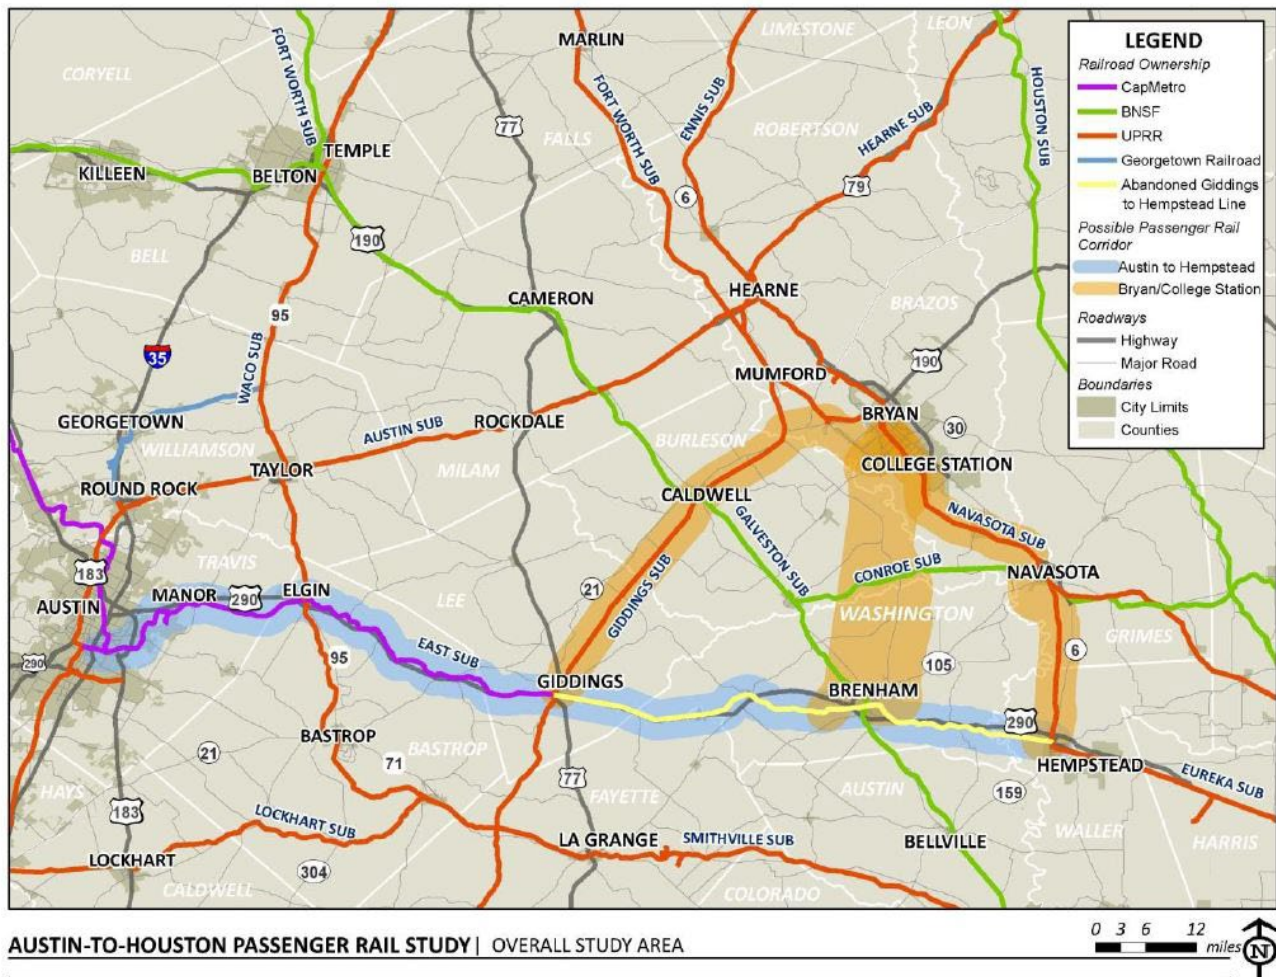 CORYELL
FORT WORTH SUB
MARLIN
LIMESTONE
LEON
LEGEND
Railroad Ownership
CapMetro
BNSF
UPRR
Georgetown Railroad
Abandoned Giddings
to Hempstead Line
Possible Passenger Rail
Corridor
Austin to Hempstead
Bryan/College Station
Roadways
Highway
Major Road
Boundaries
City Limits
Counties
77
FALLS
FORT WORTH SUB
ENNIS SUB
ROBERTSON
HEARNE SUB
HOUSTON SUB
KILLEEN
BELTON
TEMPLE
6
79
190
BELL
CAMERON
HEARNE
BRAZOS
95
35
WACO SUB
MUMFORD
190
GEORGETOWN
WILLIAMSON
AUSTIN SUB
ROCKDALE
BURLESON
BRYAN
30
TAYLOR
MILAM
COLLEGE STATION
ROUND ROCK
CALDWELL
GALVESTON SUB
NAVASOTA SUB
TRAVIS
183
CONROE SUB
NAVASOTA
MANOR
290
ELGIN
21
GIDDINGS SUB
AUSTIN
LEE
WASHINGTON
GRIMES
290
95
EAST SUB
105
6
GIDDINGS
BRENHAM
290
BASTROP
BASTROP
21
71
77
HEMPSTEAD
EUREKA SUB
HAYS
183
FAYETTE
AUSTIN
159
LOCKHART SUB
WALLER
HARRIS
LA GRANGE
SMITHVILLE SUB
BELLVILLE
LOCKHART
304
CALDWELL
COLORADO
AUSTIN-TO-HOUSTON PASSENGER RAIL STUDY | OVERALL STUDY AREA
0 3 6 12 miles
N